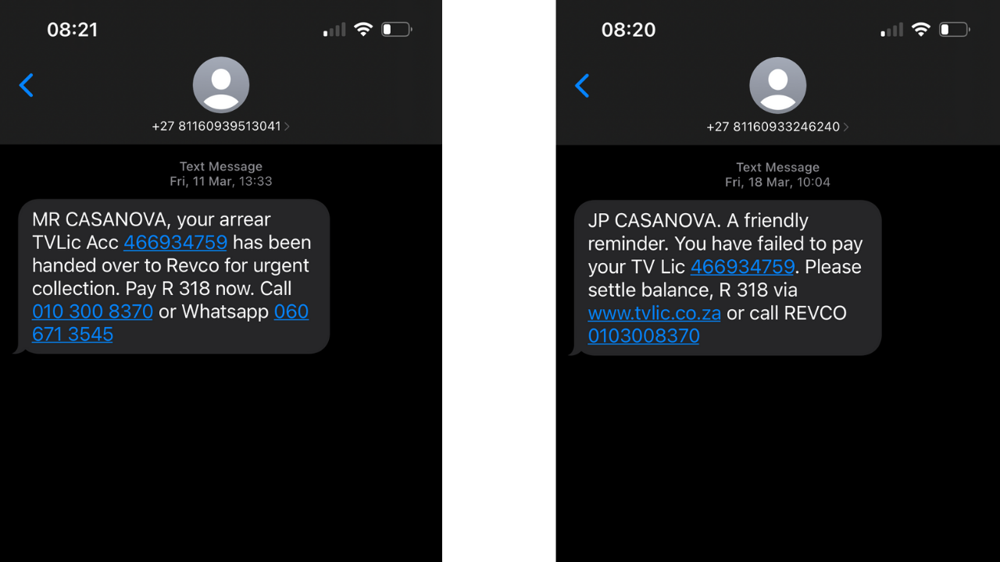 08:21
+27 81160939513041
Text Message
Fri, 11 Mar, 13:33
MR CASANOVA, your arrear
TVLic Acc 466934759 has been
handed over to Revco for urgent
collection. Pay R 318 now. Call
010 300 8370 or Whatsapp 060
671 3545
08:20
+27 81160933246240
Text Message
Fri, 18 Mar, 10:04
JP CASANOVA. A friendly
reminder. You have failed to pay
your TV Lic 466934759. Please
settle balance, R 318 via
www.tvlic.co.za or call REVCO
0103008370